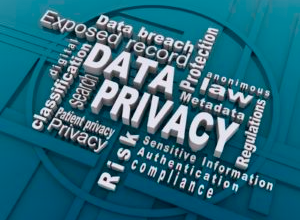 Data breach
Exposed record
Protection
digital
classification
Search
DATA
PRIVACY
anonimous
law
Metadata
Regulations
Patient privacy
Privacy
Risk
Sensitive Information
Authentication
compliance